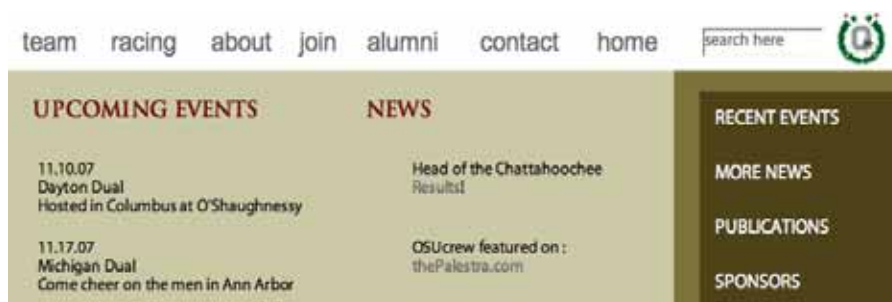 team racing about join alumni contact home search here
UPCOMING EVENTS
11.10.07
Dayton Dual
Hosted in Columbus at O'Shaughnessy
11.17.07
Michigan Dual
Come cheer on the men in Ann Arbor
NEWS
Head of the Chattahoochee
Results!
OSUcrew featured on :
thePalestra.com
RECENT EVENTS
MORE NEWS
PUBLICATIONS
SPONSORS